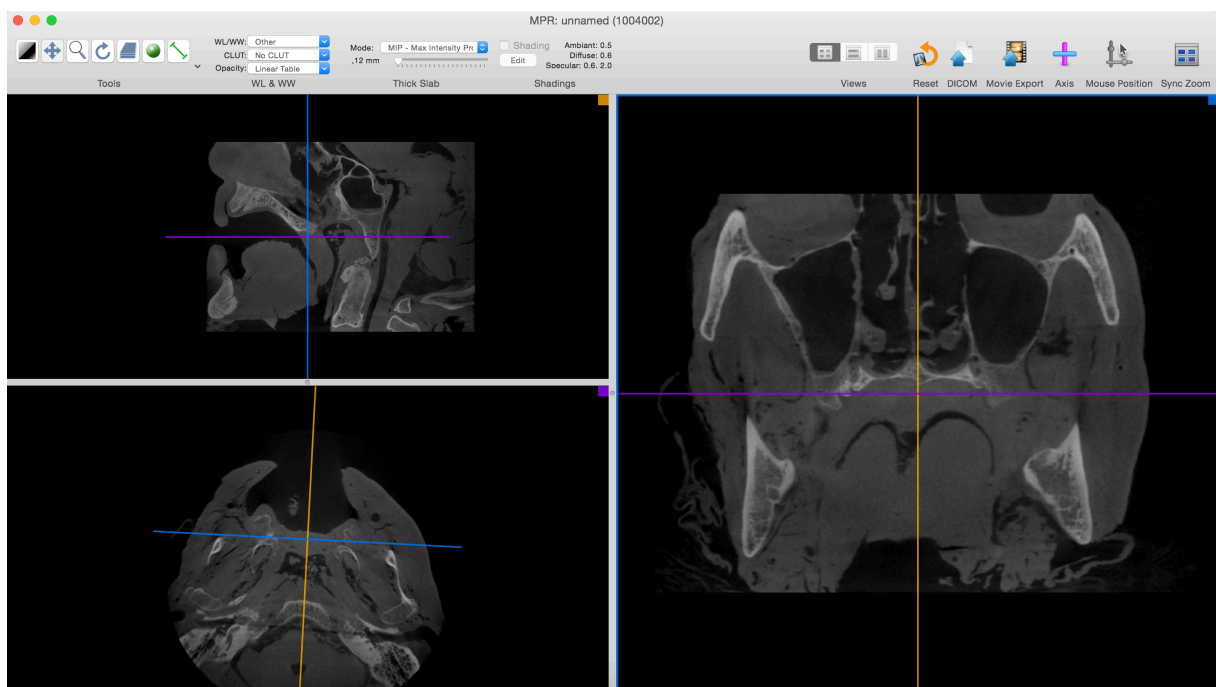 MPR: unnamed (1004002)
WL/WW: Other
CLUT: No CLUT
Opacity: Linear Table
Mode: MIP - Max Intensity Pro
,12 mm
Shading
Edit
Ambiant: 0.5
Diffuse: 0.6
Specular: 0.6, 2.0
Tools
WL & WW
Thick Slab
Shadings
Views
Reset
DICOM
Movie Export
Axis
Mouse Position
Sync Zoom